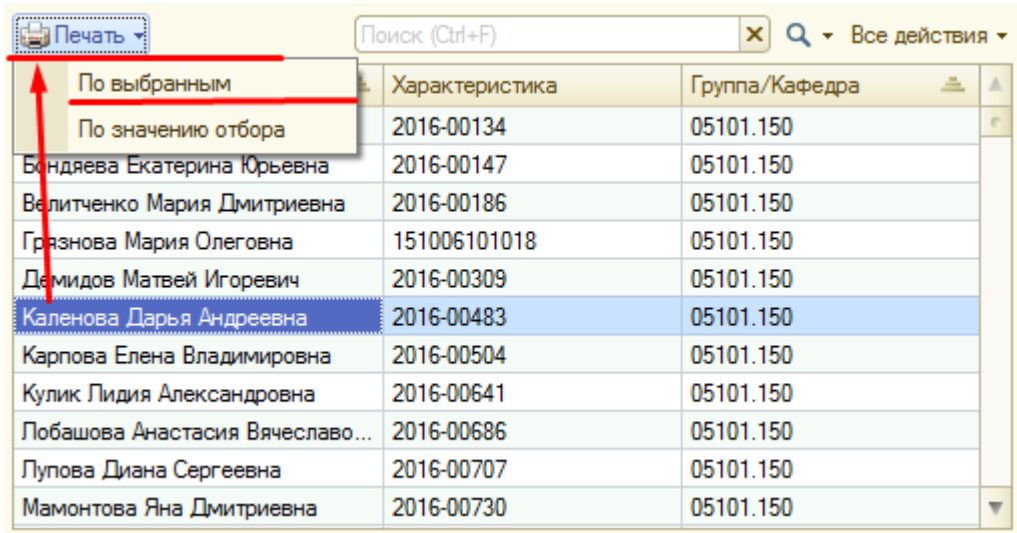 Печать
Поиск (Ctrl+F)
Все действия
По выбранным
Характеристика
Группа/Кафедра
По значению отбора
2016-00134
05101.150
Бондяева Екатерина Юрьевна
2016-00147
05101.150
Велитченко Мария Дмитриевна
2016-00186
05101.150
Грязнова Мария Олеговна
151006101018
05101.150
Демидов Матвей Игоревич
2016-00309
05101.150
Каленова Дарья Андреевна
2016-00483
05101.150
Карпова Елена Владимировна
2016-00504
05101.150
Кулик Лидия Александровна
2016-00641
05101.150
Лобашова Анастасия Вячеславо...
2016-00686
05101.150
Лупова Диана Сергеевна
2016-00707
05101.150
Мамонтова Яна Дмитриевна
2016-00730
05101.150